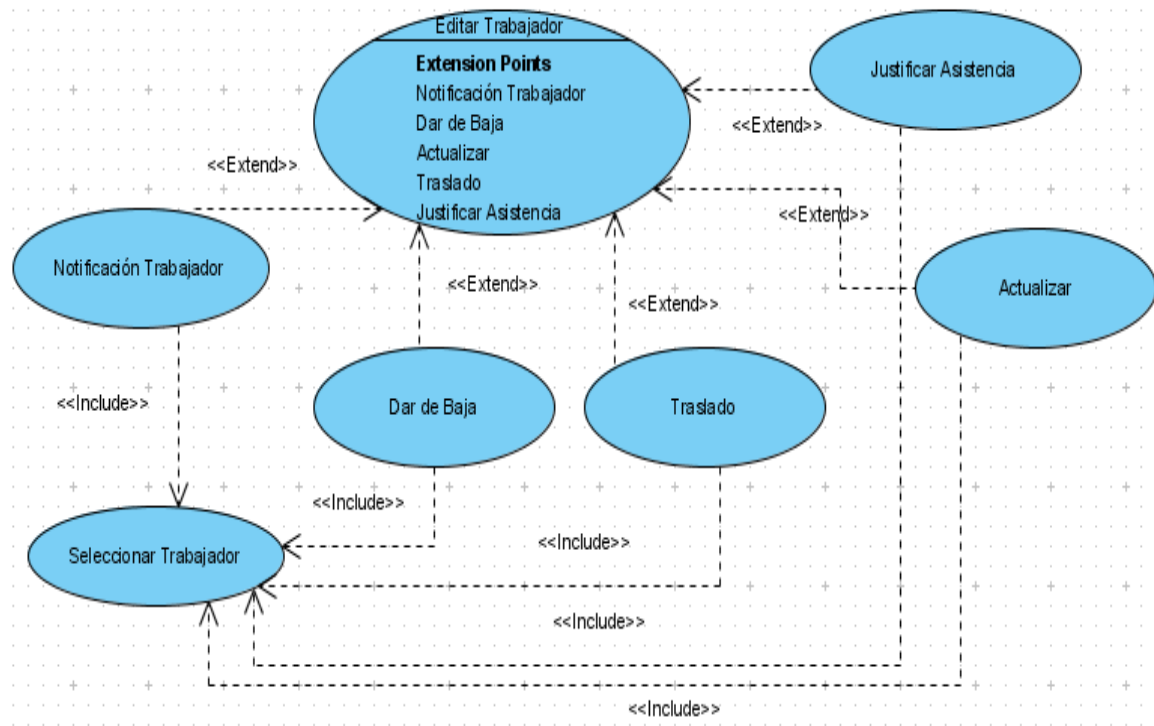 Editar Trabajador
Extension Points
Notificación Trabajador
Dar de Baja
Actualizar
Traslado
Justificar Asistencia
Justificar Asistencia
<<Extend>>
<<Extend>>
<<Extend>>
Notificación Trabajador
<<Extend>>
<<Extend>>
Actualizar
<<Include>>
Dar de Baja
Traslado
<<Include>>
<<Include>>
Seleccionar Trabajador
<<Include>>
<<Include>>